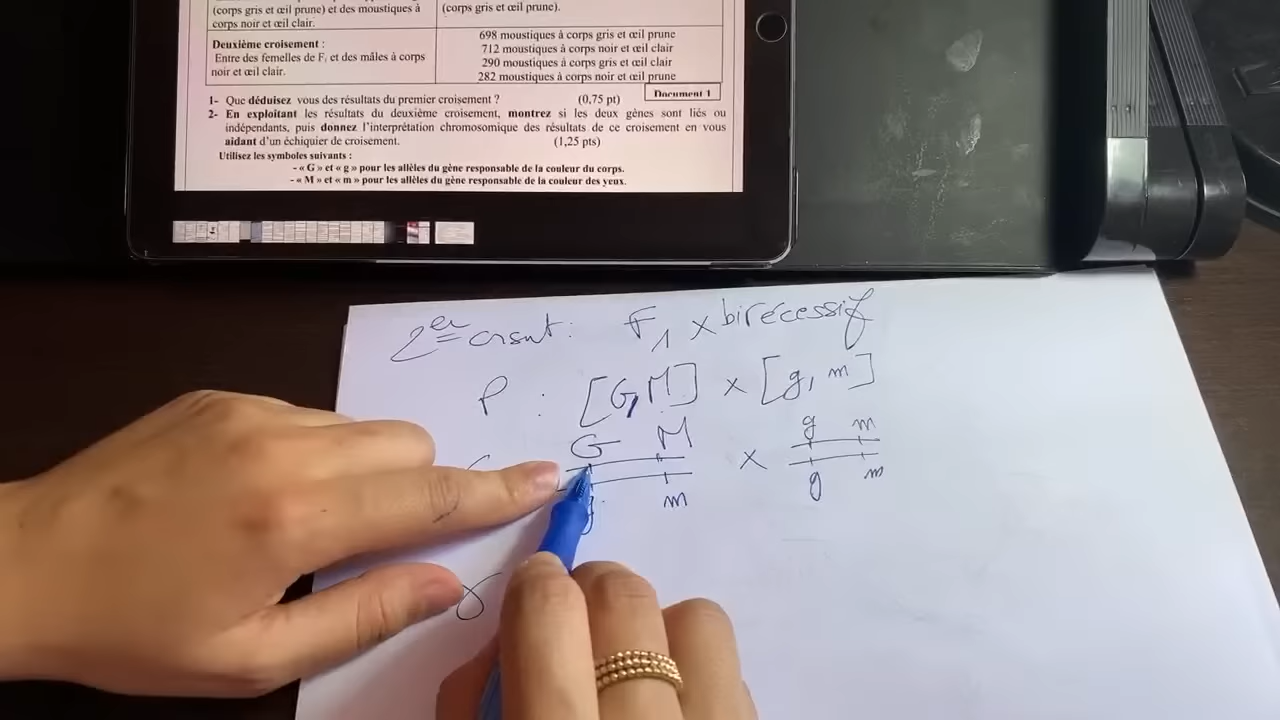 (corps gris et œil prune) et des moustiques à
corps noir et œil clair.
(corps gris et œil prune).
Deuxième croisement :
Entre des femelles de F₁ et des mâles à corps
noir et œil clair.
698 moustiques à corps gris et œil prune
712 moustiques à corps noir et œil clair
290 moustiques à corps gris et œil clair
282 moustiques à corps noir et œil prune
Document 1
1- Que déduisez vous des résultats du premier croisement ? (0,75 pt)
2- En exploitant les résultats du deuxième croisement, montrez si les deux gènes sont liés ou
indépendants, puis donnez l'interprétation chromosomique des résultats de ce croisement en vous
aidant d'un échiquier de croisement. (1,25 pts)
Utilisez les symboles suivants :
- « G » et « g » pour les allèles du gène responsable de la couleur du corps.
- « M » et « m » pour les allèles du gène responsable de la couleur des yeux.
2er crsmt : F1 × birécessif
P : [G,M] × [g,m]
G M × g m
g m g m
γ